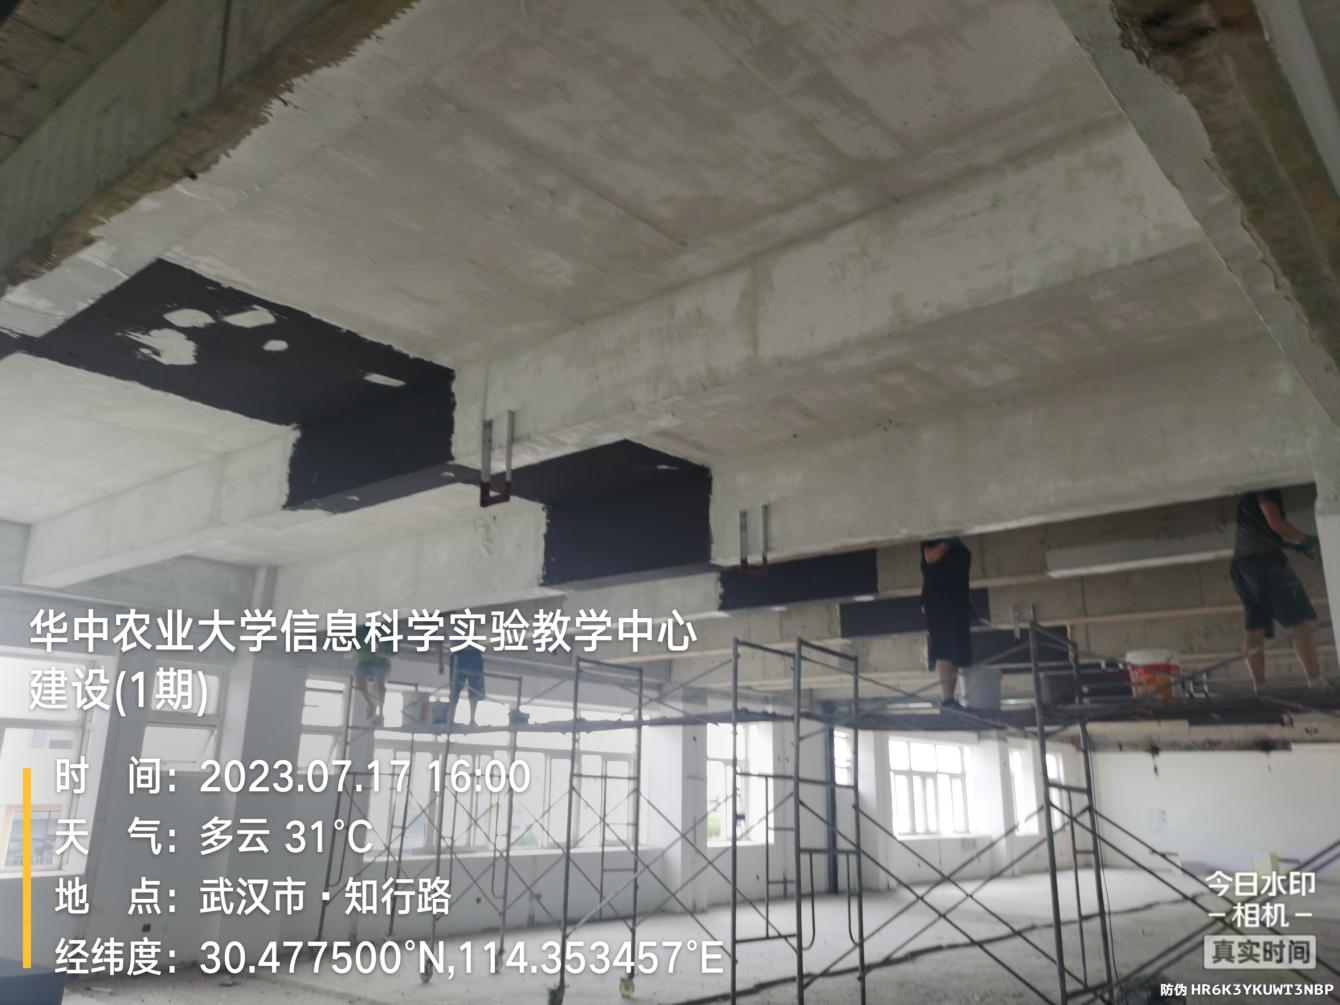 华中农业大学信息科学实验教学中心
建设(1期)
时 间：2023.07.17 16:00
天 气：多云 31°C
地 点：武汉市·知行路
经纬度：30.477500°N,114.353457°E
今日水印
相机
真实时间
防伪 HR6K3YKUWT3NBP